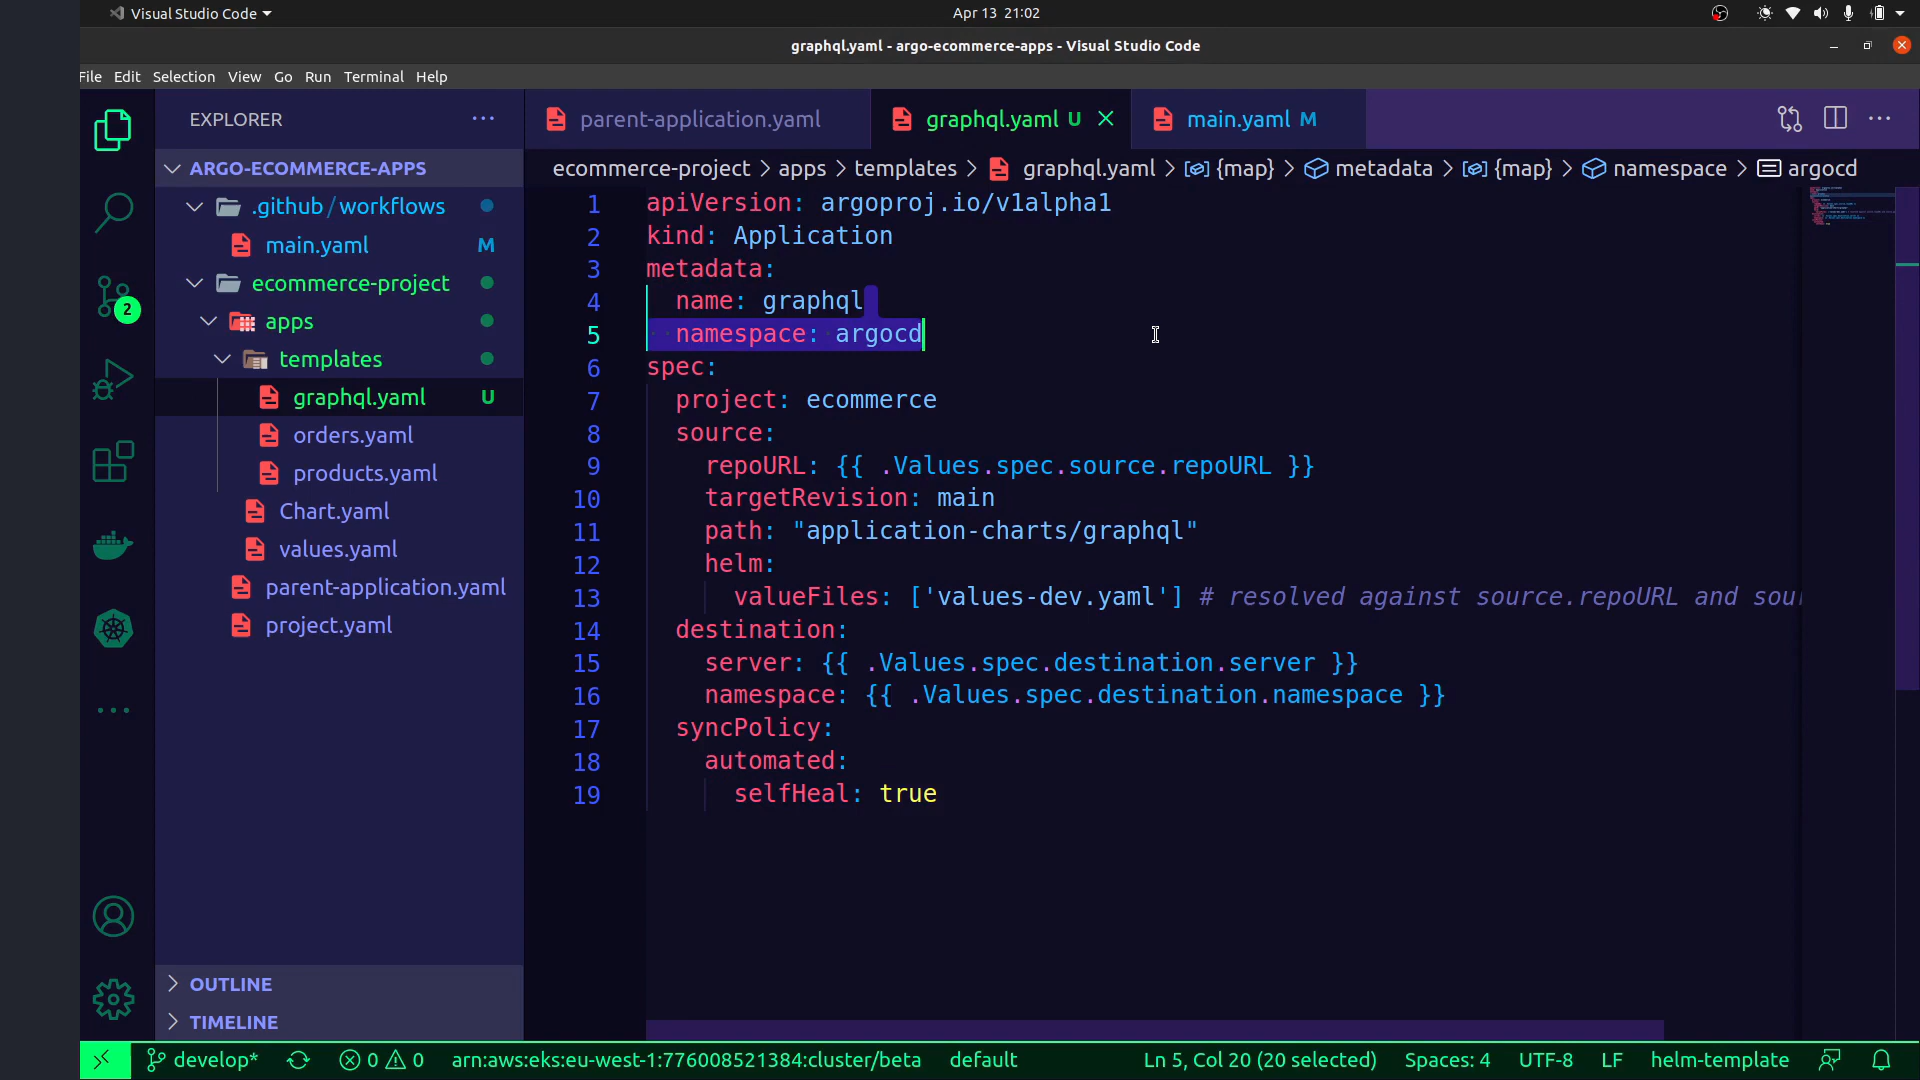 Visual Studio Code
Apr 13 21:02
graphql.yaml - argo-ecommerce-apps - Visual Studio Code
File Edit Selection View Go Run Terminal Help
EXPLORER
parent-application.yaml
graphql.yaml U
main.yaml M
ARGO-ECOMMERCE-APPS
ecommerce-project > apps > templates > graphql.yaml > {map} > metadata > {map} > namespace > argocd
.github / workflows
main.yaml M
ecommerce-project
apps
templates
graphql.yaml U
orders.yaml
products.yaml
Chart.yaml
values.yaml
parent-application.yaml
project.yaml
2
OUTLINE
TIMELINE
1 apiVersion: argoproj.io/v1alpha1
2 kind: Application
3 metadata:
4 name: graphql
5 namespace: argocd
6 spec:
7 project: ecommerce
8 source:
9 repoURL: {{ .Values.spec.source.repoURL }}
10 targetRevision: main
11 path: "application-charts/graphql"
12 helm:
13 valueFiles: ['values-dev.yaml'] # resolved against source.repoURL and
14 destination:
15 server: {{ .Values.spec.destination.server }}
16 namespace: {{ .Values.spec.destination.namespace }}
17 syncPolicy:
18 automated:
19 selfHeal: true
develop* 0 0 arn:aws:eks:eu-west-1:776008521384:cluster/beta default Ln 5, Col 20 (20 selected) Spaces: 4 UTF-8 LF helm-template